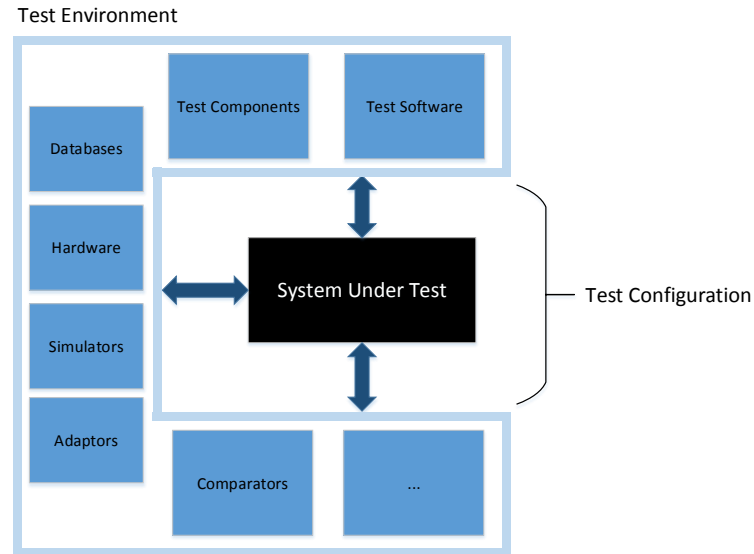 Test Environment
Test Components
Test Software
Databases
Hardware
System Under Test
Test Configuration
Simulators
Adaptors
Comparators
...